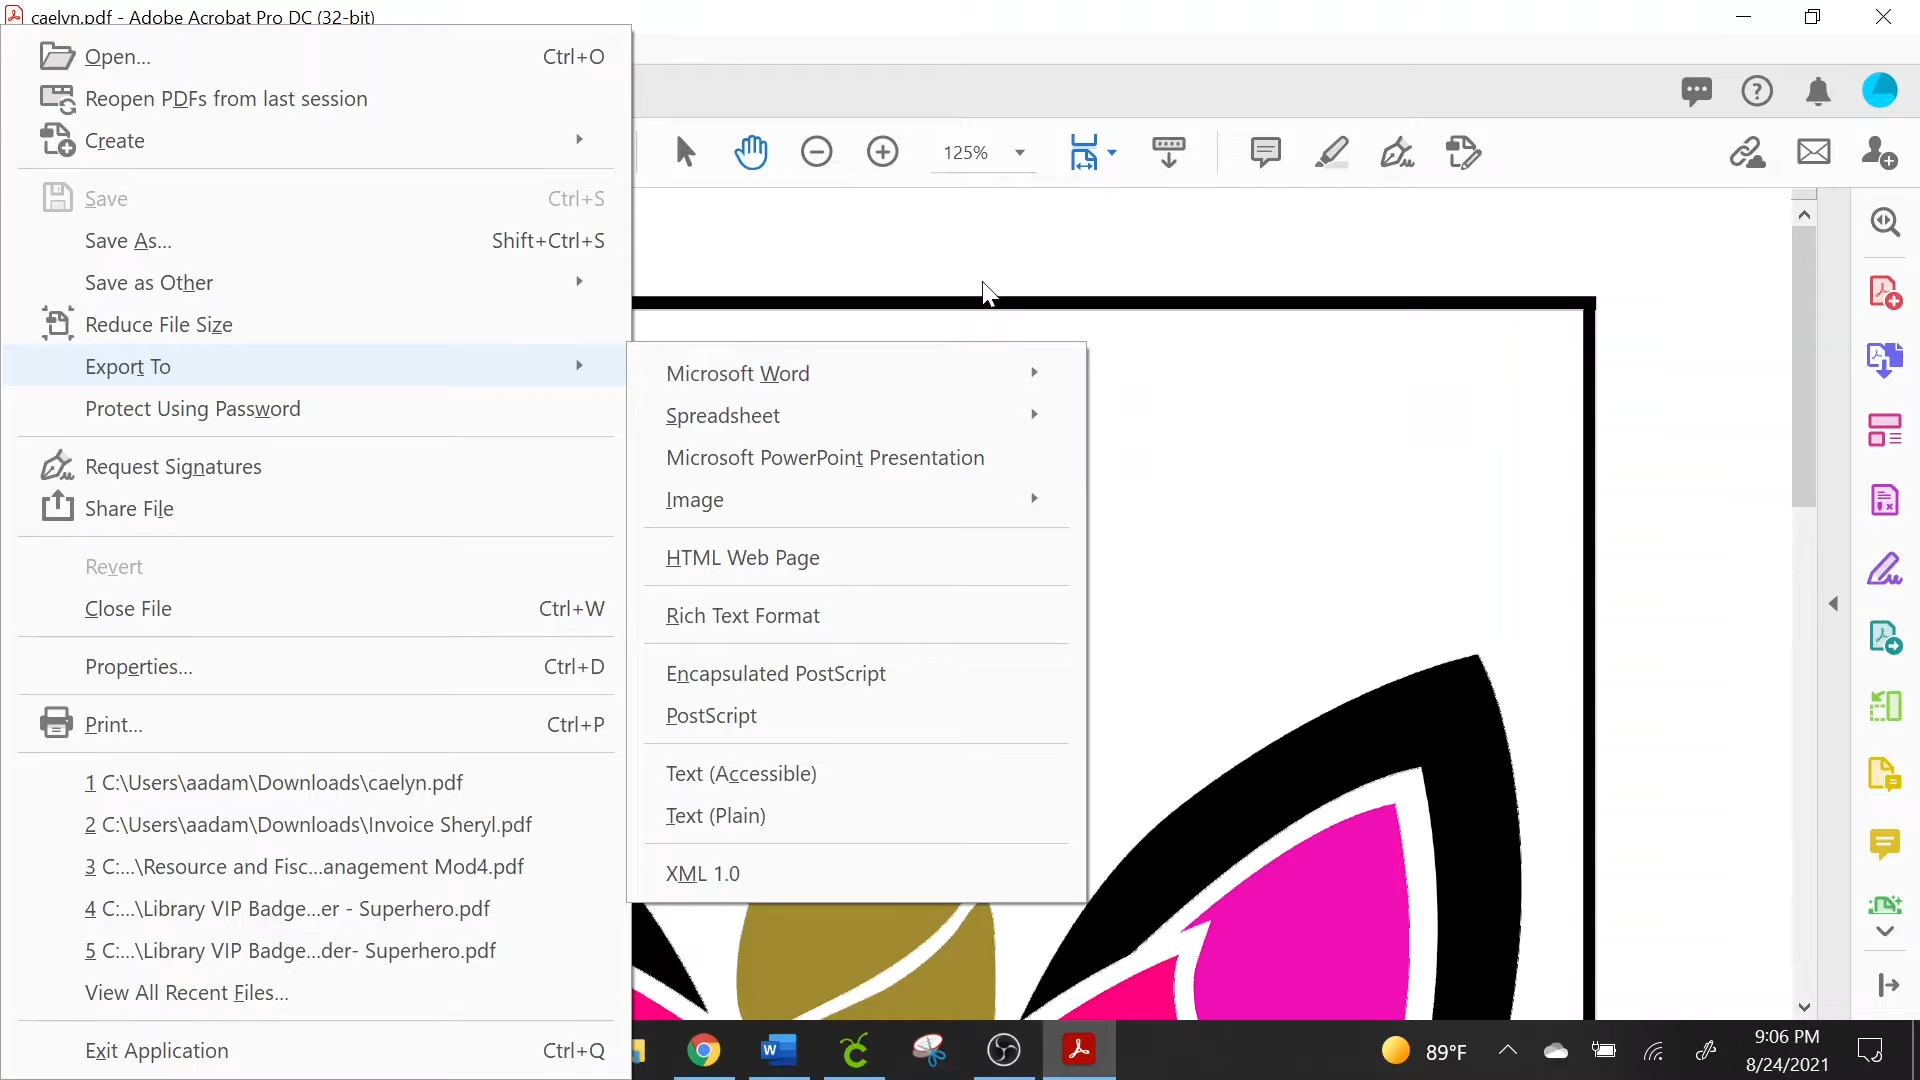 caelyn.pdf - Adobe Acrobat Pro DC (32-bit)
Open... Ctrl+O
Reopen PDFs from last session
Create
125%
Save Ctrl+S
Save As... Shift+Ctrl+S
Save as Other
Reduce File Size
Export To
Protect Using Password
Request Signatures
Share File
Revert
Close File Ctrl+W
Properties... Ctrl+D
Print... Ctrl+P
1 C:\Users\aadam\Downloads\caelyn.pdf
2 C:\Users\aadam\Downloads\Invoice Sheryl.pdf
3 C:...\Resource and Fisc...anagement Mod4.pdf
4 C:...\Library VIP Badge...er - Superhero.pdf
5 C:...\Library VIP Badge...der- Superhero.pdf
View All Recent Files...
Exit Application Ctrl+Q
Microsoft Word
Spreadsheet
Microsoft PowerPoint Presentation
Image
HTML Web Page
Rich Text Format
Encapsulated PostScript
PostScript
Text (Accessible)
Text (Plain)
XML 1.0
89°F
9:06 PM
8/24/2021